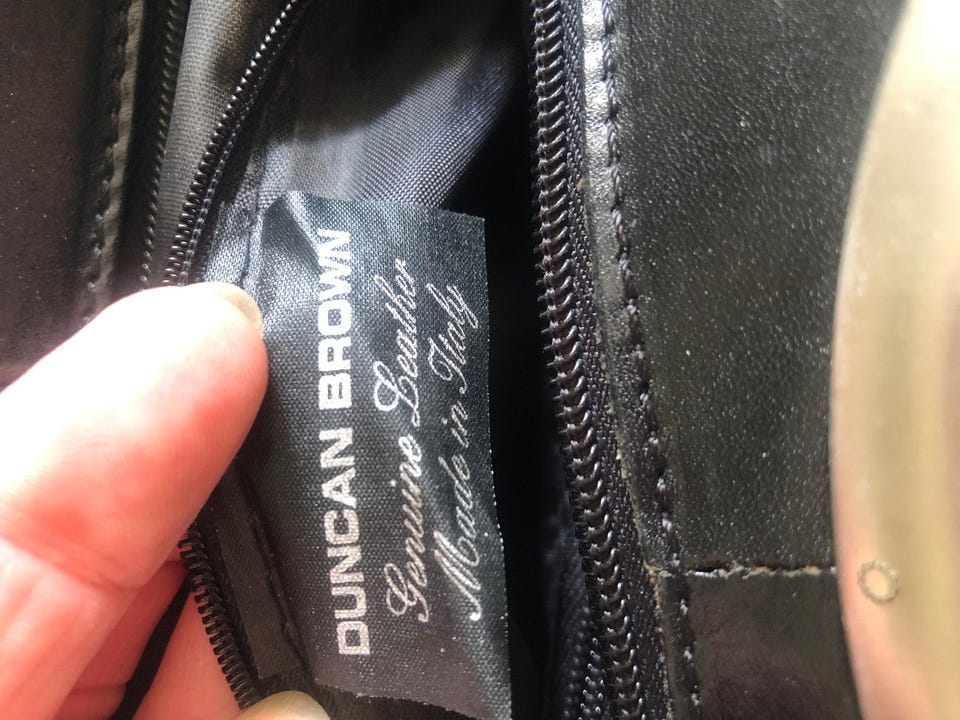 DUNCAN BROWN
Genuine Leather
Made in Italy